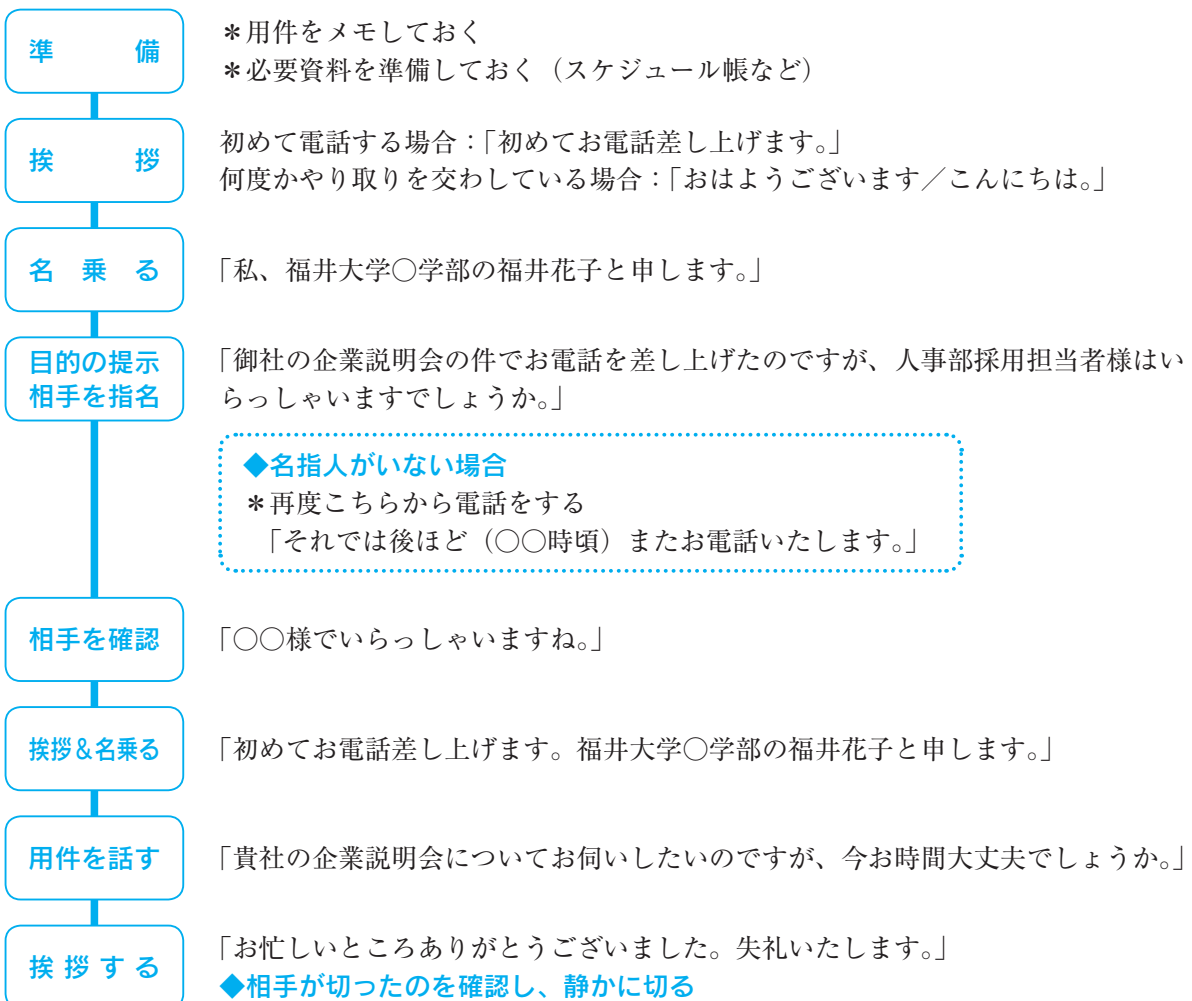 準備
＊用件をメモしておく
＊必要資料を準備しておく（スケジュール帳など）
挨拶
初めて電話する場合：「初めてお電話差し上げます。」
何度かやり取りを交わしている場合：「おはようございます／こんにちは。」
名乗る
「私、福井大学○学部の福井花子と申します。」
目的の提示
相手を指名
「御社の企業説明会の件でお電話を差し上げたのですが、人事部採用担当者様はい
らっしゃいますでしょうか。」
◆名指人がいない場合
＊再度こちらから電話をする
「それでは後ほど（○○時頃）またお電話いたします。」
相手を確認
「○○様でいらっしゃいますね。」
挨拶＆名乗る
「初めてお電話差し上げます。福井大学○学部の福井花子と申します。」
用件を話す
「貴社の企業説明会についてお伺いしたいのですが、今お時間大丈夫でしょうか。」
挨拶する
「お忙しいところありがとうございました。失礼いたします。」
◆相手が切ったのを確認し、静かに切る